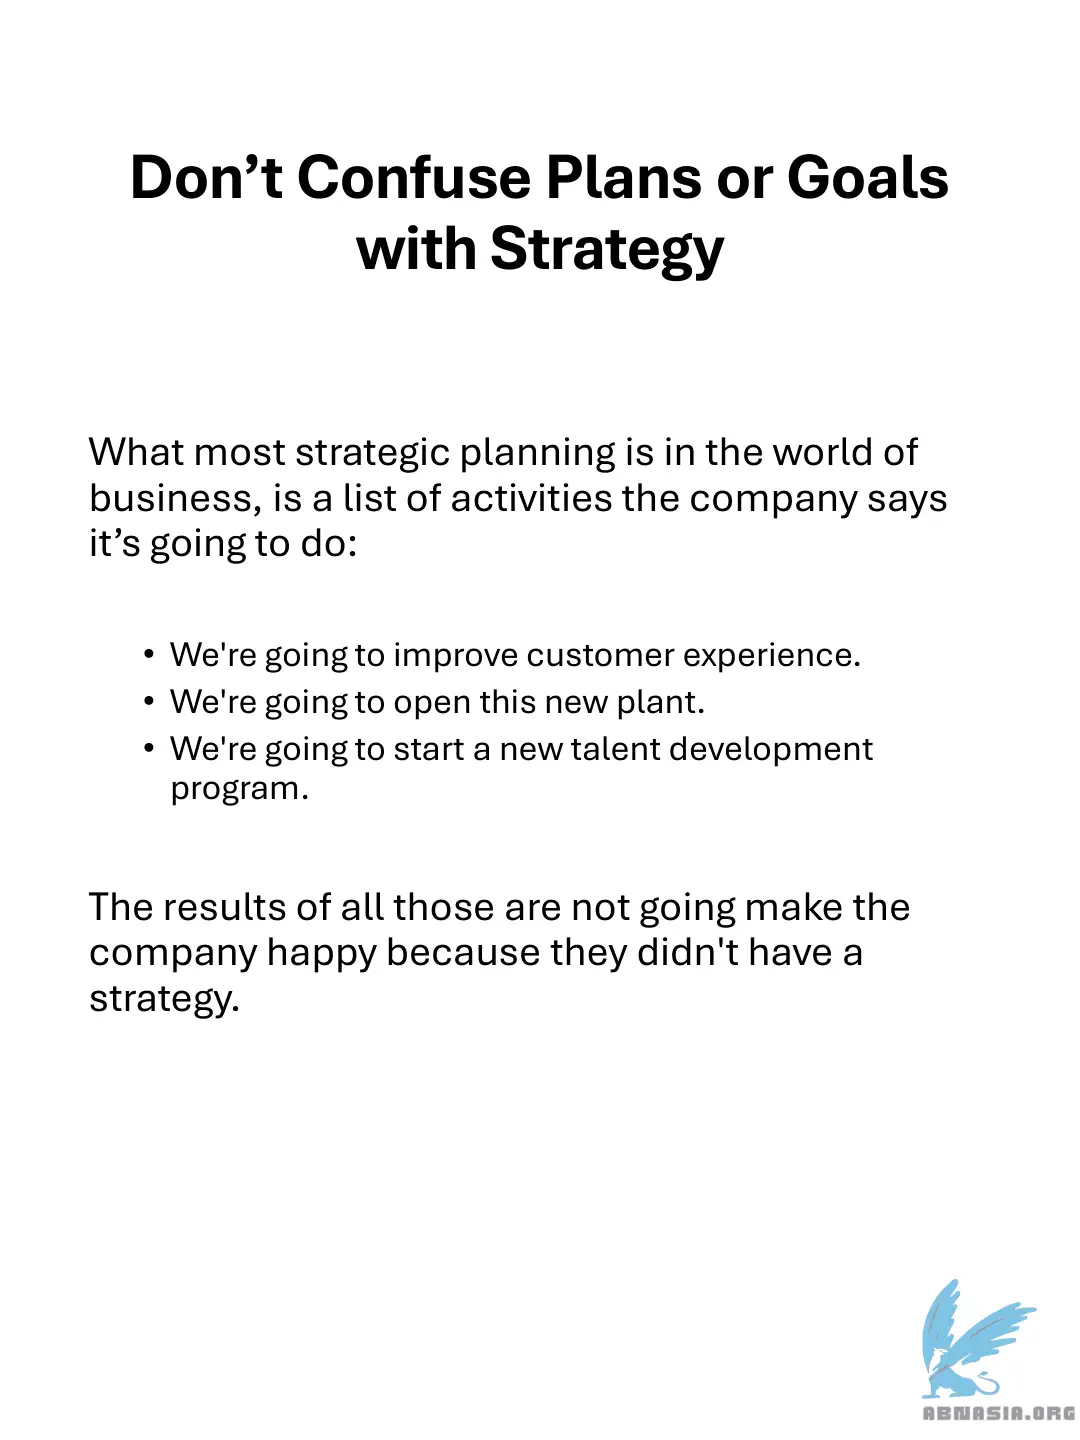 Don’t Confuse Plans or Goals
with Strategy
What most strategic planning is in the world of
business, is a list of activities the company says
it’s going to do:
• We're going to improve customer experience.
• We're going to open this new plant.
• We're going to start a new talent development
program.
The results of all those are not going make the
company happy because they didn't have a
strategy.
ABNASIA.ORG